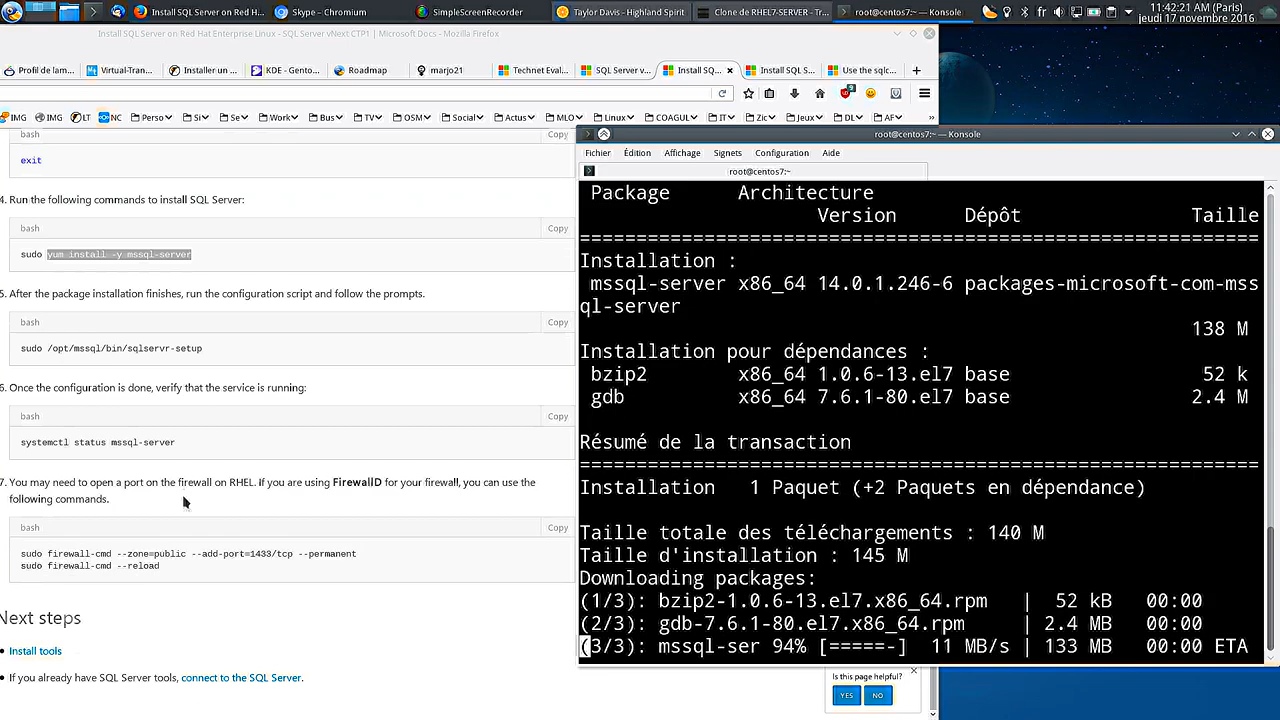 Install SQL Server on Red H...
Skype - Chromium
SimpleScreenRecorder
Taylor Davis - Highland Spirit
Clone de RHEL7-SERVER - Tr...
root@centos7:~ — Konsole
fr
11:42:21 AM (Paris)
jeudi 17 novembre 2016
Install SQL Server on Red Hat Enterprise Linux - SQL Server vNext CTP1 | Microsoft Docs - Mozilla Firefox
Profil de lam...
Virtual-Tran...
Installer un ...
KDE - Gento...
Roadmap
marjo21
Technet Eval...
SQL Server v...
Install SQ...
Install SQL S...
Use the sqlc...
IMG
IMG
LT
NC
Perso
Si
Se
Work
Bus
TV
OSM
Social
Actus
MLO
Linux
COAGUL
IT
Zic
Jeux
DL
AF
bash
Copy
exit
4. Run the following commands to install SQL Server:
bash
Copy
sudo yum install -y mssql-server
5. After the package installation finishes, run the configuration script and follow the prompts.
bash
Copy
sudo /opt/mssql/bin/sqlservr-setup
6. Once the configuration is done, verify that the service is running:
bash
Copy
systemctl status mssql-server
7. You may need to open a port on the firewall on RHEL. If you are using FirewallD for your firewall, you can use the
following commands.
bash
Copy
sudo firewall-cmd --zone=public --add-port=1433/tcp --permanent
sudo firewall-cmd --reload
Next steps
Install tools
If you already have SQL Server tools, connect to the SQL Server.
Is this page helpful?
YES
NO
root@centos7:~ — Konsole
Fichier Édition Affichage Signets Configuration Aide
root@centos7:~
Package Architecture
Version Dépôt Taille
================================================================
Installation :
mssql-server x86_64 14.0.1.246-6 packages-microsoft-com-mss
ql-server
138 M
Installation pour dépendances :
bzip2 x86_64 1.0.6-13.el7 base 52 k
gdb x86_64 7.6.1-80.el7 base 2.4 M
Résumé de la transaction
================================================================
Installation 1 Paquet (+2 Paquets en dépendance)
Taille totale des téléchargements : 140 M
Taille d'installation : 145 M
Downloading packages:
(1/3): bzip2-1.0.6-13.el7.x86_64.rpm | 52 kB 00:00
(2/3): gdb-7.6.1-80.el7.x86_64.rpm | 2.4 MB 00:00
(3/3): mssql-ser 94% [=====-] 11 MB/s | 133 MB 00:00 ETA